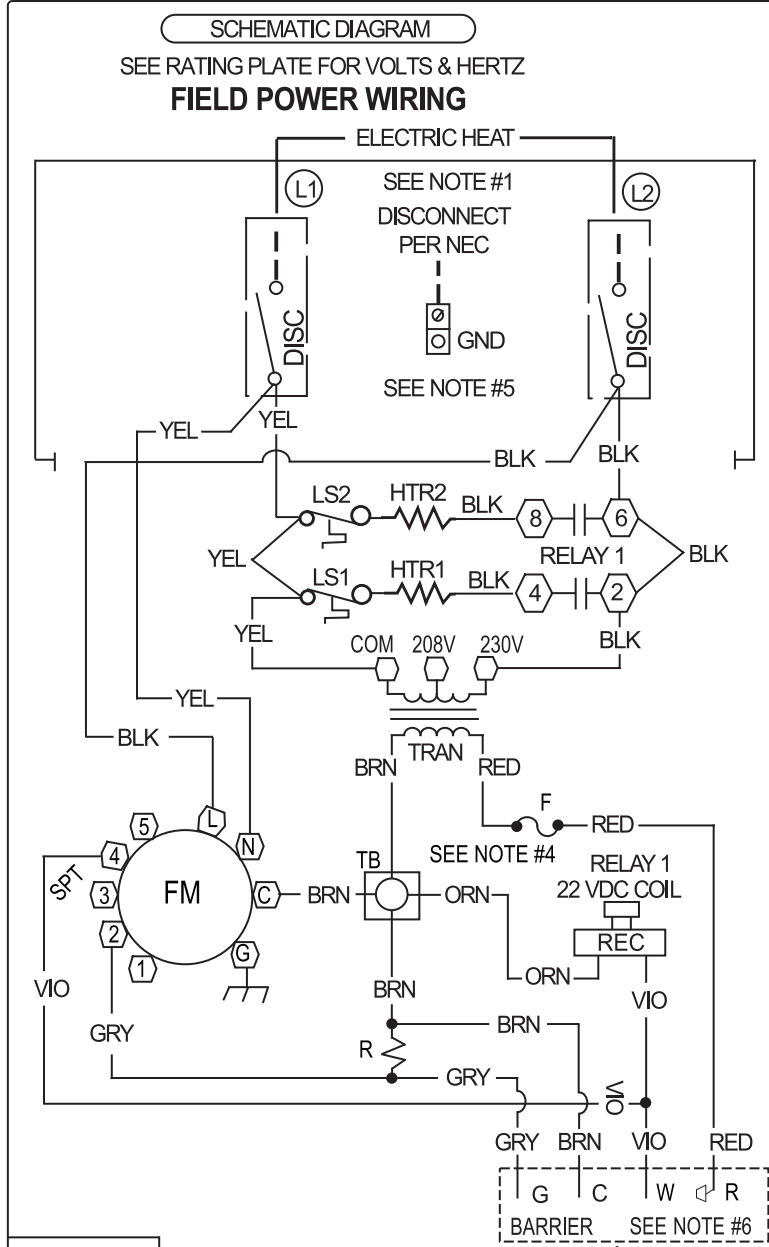 SCHEMATIC DIAGRAM
SEE RATING PLATE FOR VOLTS & HERTZ
FIELD POWER WIRING
ELECTRIC HEAT
L1
SEE NOTE #1
L2
DISCONNECT
PER NEC
DISC
GND
DISC
SEE NOTE #5
YEL
YEL
BLK
BLK
LS2
HTR2
BLK
8
6
YEL
RELAY 1
BLK
LS1
HTR1
BLK
4
2
YEL
COM
208V
230V
BLK
YEL
BLK
TRAN
BRN
RED
F
RED
L
5
N
4
SEE NOTE #4
TB
RELAY 1
22 VDC COIL
SPT
3
FM
C
BRN
ORN
REC
2
G
1
ORN
VIO
BRN
VIO
GRY
BRN
R
GRY
VIO
GRY
BRN
VIO
RED
G
C
W
R
BARRIER
SEE NOTE #6